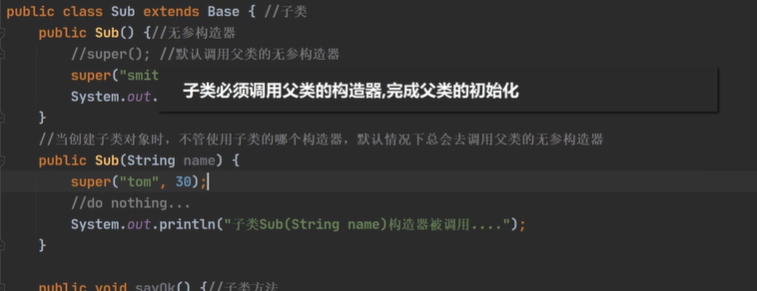 public class Sub extends Base { //子类
public Sub() {//无参构造器
//super(); //默认调用父类的无参构造器
super("smit
System.out.
子类必须调用父类的构造器,完成父类的初始化
}
//当创建子类对象时，不管使用子类的哪个构造器，默认情况下总会去调用父类的无参构造器
public Sub(String name) {
super("tom", 30);
//do nothing...
System.out.println("子类Sub(String name)构造器被调用....");
}
public void sayOk() {//子类方法